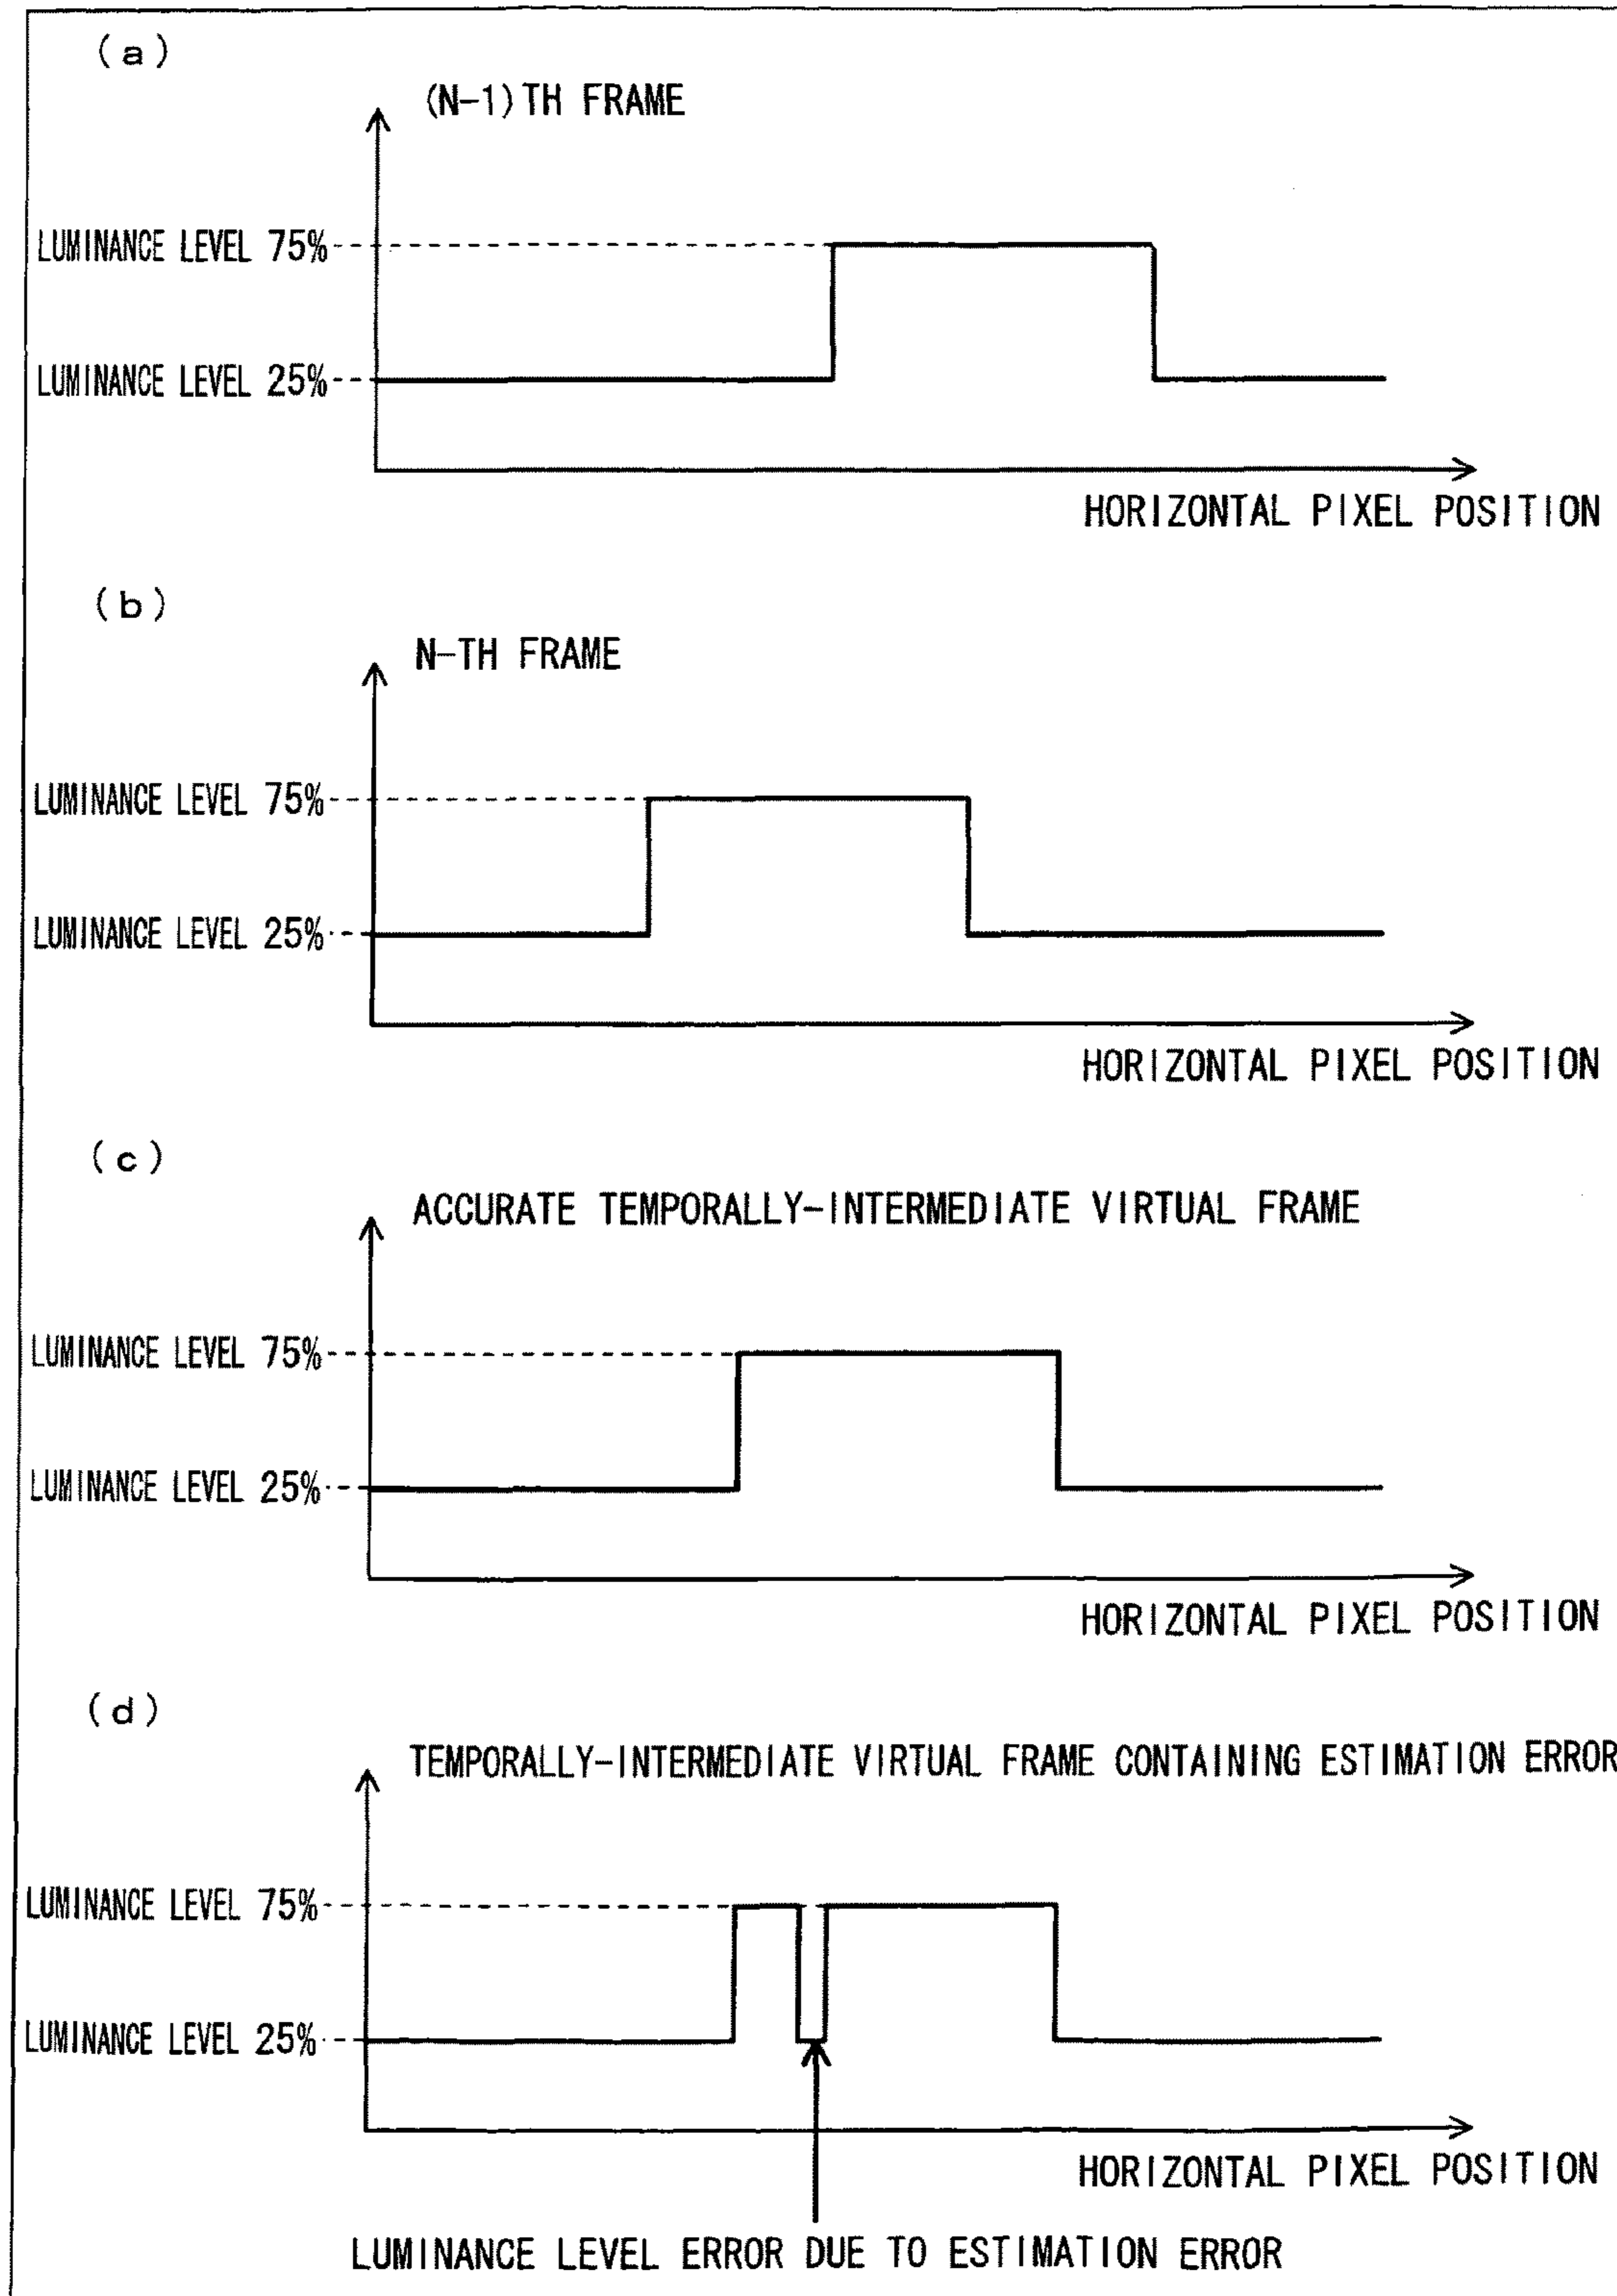 (a)
(N-1)TH FRAME
LUMINANCE LEVEL 75%
LUMINANCE LEVEL 25%
HORIZONTAL PIXEL POSITION
(b)
N-TH FRAME
LUMINANCE LEVEL 75%
LUMINANCE LEVEL 25%
HORIZONTAL PIXEL POSITION
(c)
ACCURATE TEMPORALLY-INTERMEDIATE VIRTUAL FRAME
LUMINANCE LEVEL 75%
LUMINANCE LEVEL 25%
HORIZONTAL PIXEL POSITION
(d)
TEMPORALLY-INTERMEDIATE VIRTUAL FRAME CONTAINING ESTIMATION ERROR
LUMINANCE LEVEL 75%
LUMINANCE LEVEL 25%
HORIZONTAL PIXEL POSITION
LUMINANCE LEVEL ERROR DUE TO ESTIMATION ERROR